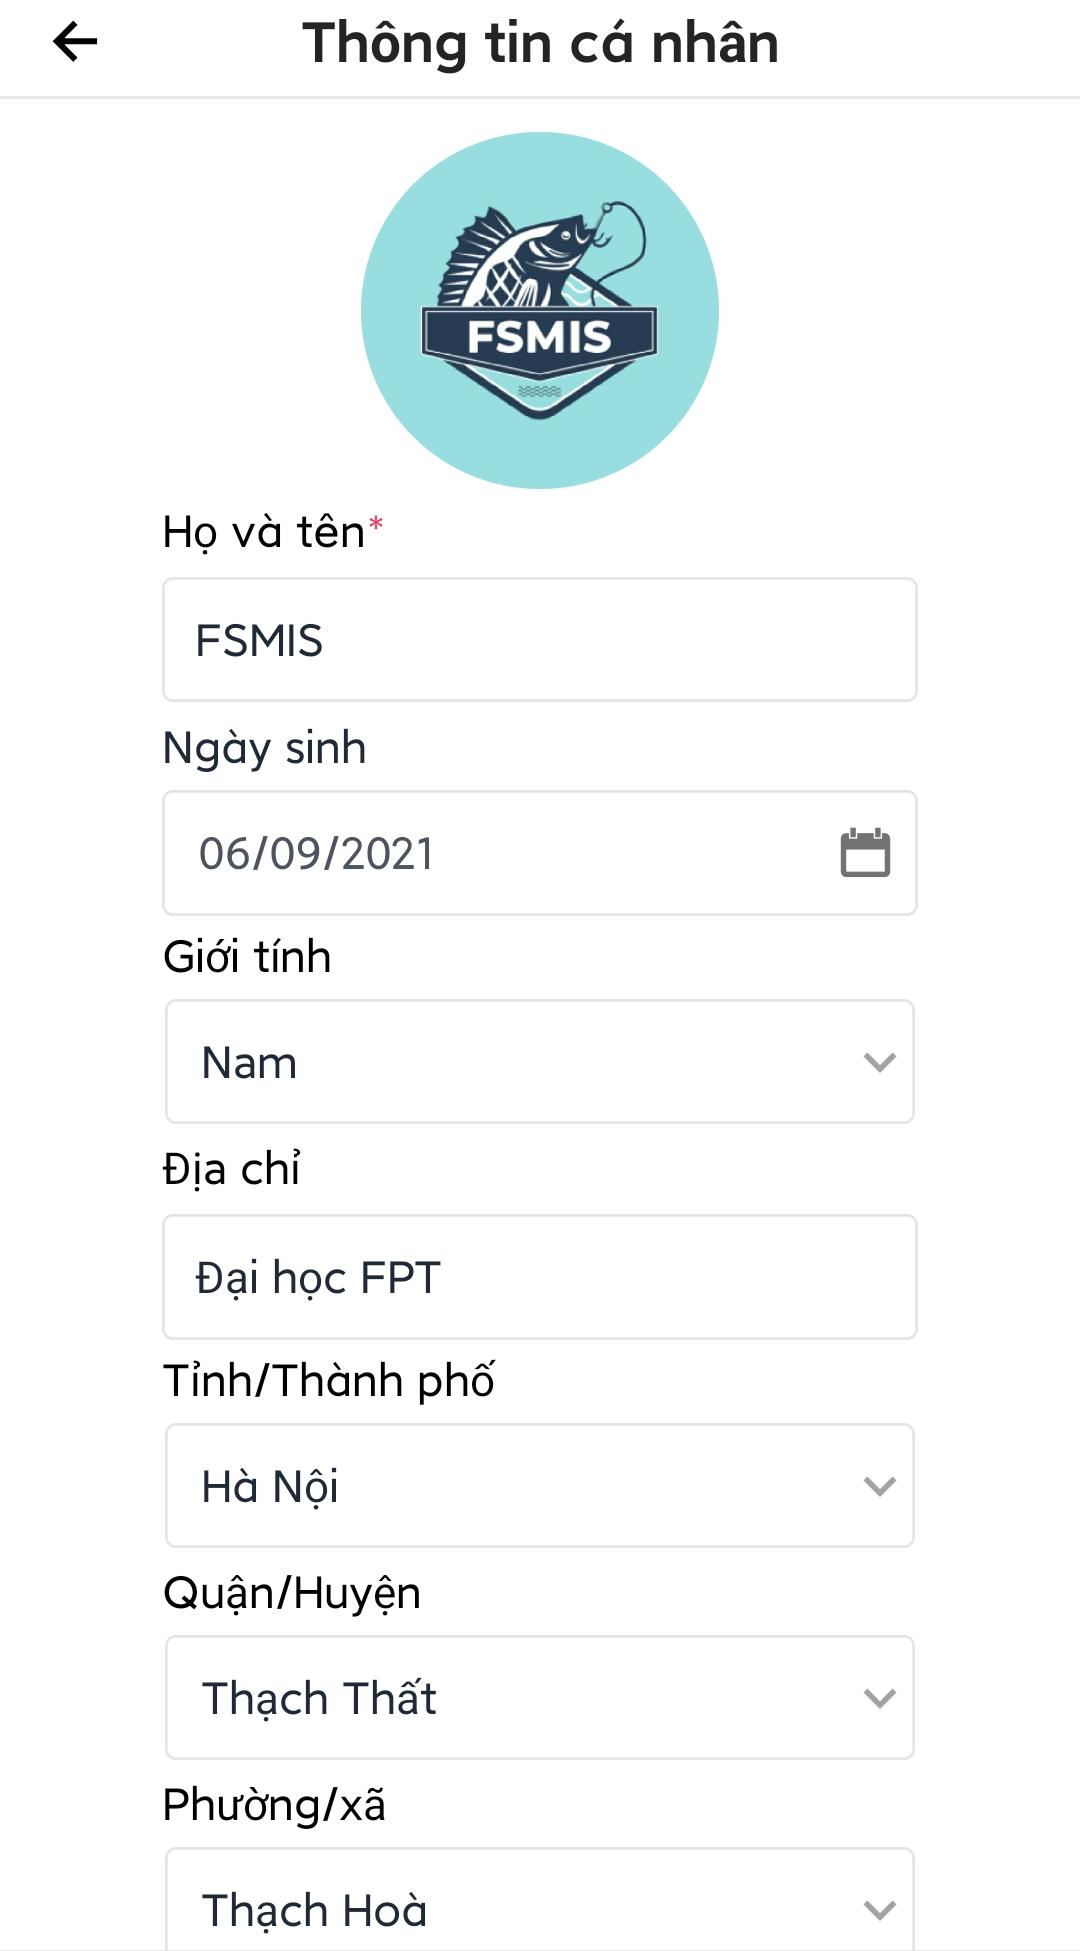 Thông tin cá nhân
FSMIS
Họ và tên*
FSMIS
Ngày sinh
06/09/2021
Giới tính
Nam
Địa chỉ
Đại học FPT
Tỉnh/Thành phố
Hà Nội
Quận/Huyện
Thạch Thất
Phường/xã
Thạch Hoà